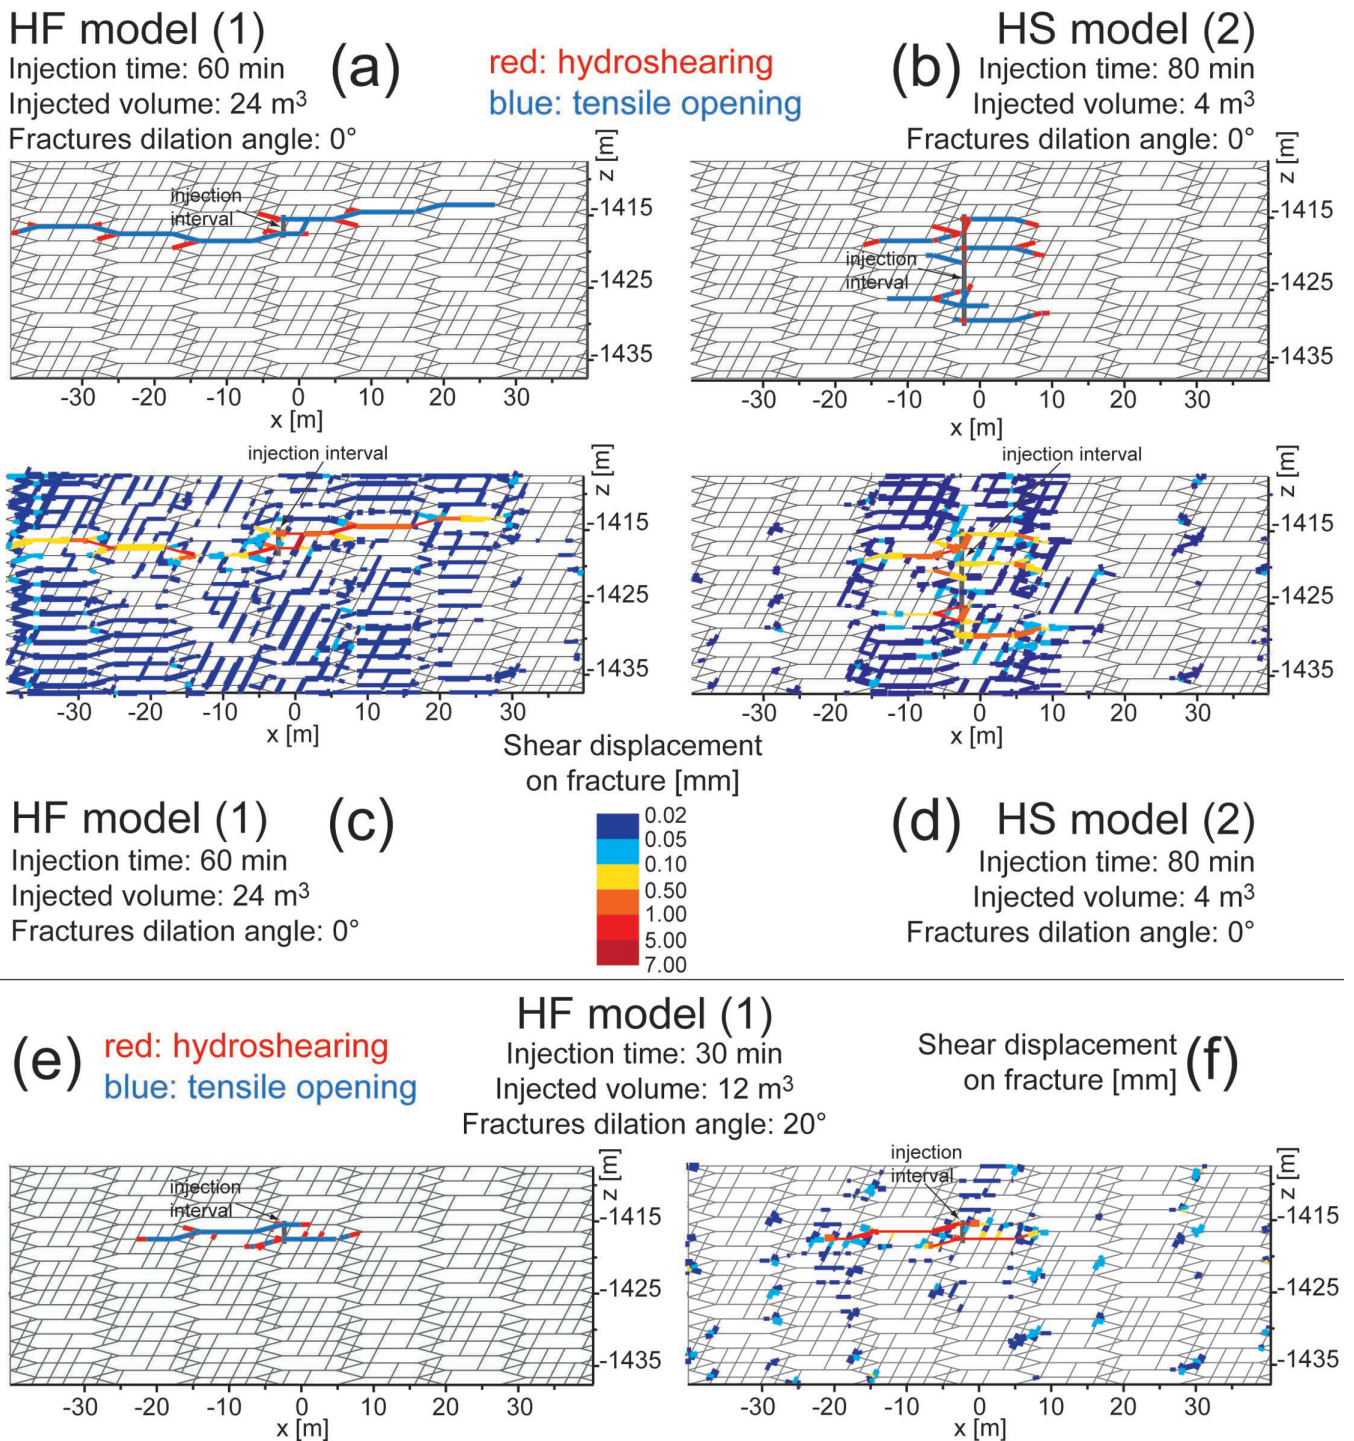 HF model (1)
Injection time: 60 min
Injected volume: 24 m³
Fractures dilation angle: 0°
(a)
red: hydroshearing
blue: tensile opening
(b)
HS model (2)
Injection time: 80 min
Injected volume: 4 m³
Fractures dilation angle: 0°
injection
interval
z [m]
-1415
-1425
-1435
-30 -20 -10 0 10 20 30
x [m]
injection
interval
z [m]
-1415
-1425
-1435
-30 -20 -10 0 10 20 30
x [m]
injection interval
z [m]
-1415
-1425
-1435
-30 -20 -10 0 10 20 30
x [m]
injection interval
z [m]
-1415
-1425
-1435
-30 -20 -10 0 10 20 30
x [m]
Shear displacement
on fracture [mm]
0.02
0.05
0.10
0.50
1.00
5.00
7.00
HF model (1)
(c)
Injection time: 60 min
Injected volume: 24 m³
Fractures dilation angle: 0°
(d)
HS model (2)
Injection time: 80 min
Injected volume: 4 m³
Fractures dilation angle: 0°
(e)
red: hydroshearing
blue: tensile opening
HF model (1)
Injection time: 30 min
Injected volume: 12 m³
Fractures dilation angle: 20°
Shear displacement
on fracture [mm]
(f)
injection
interval
z [m]
-1415
-1425
-1435
-30 -20 -10 0 10 20 30
x [m]
injection
interval
z [m]
-1415
-1425
-1435
-30 -20 -10 0 10 20 30
x [m]